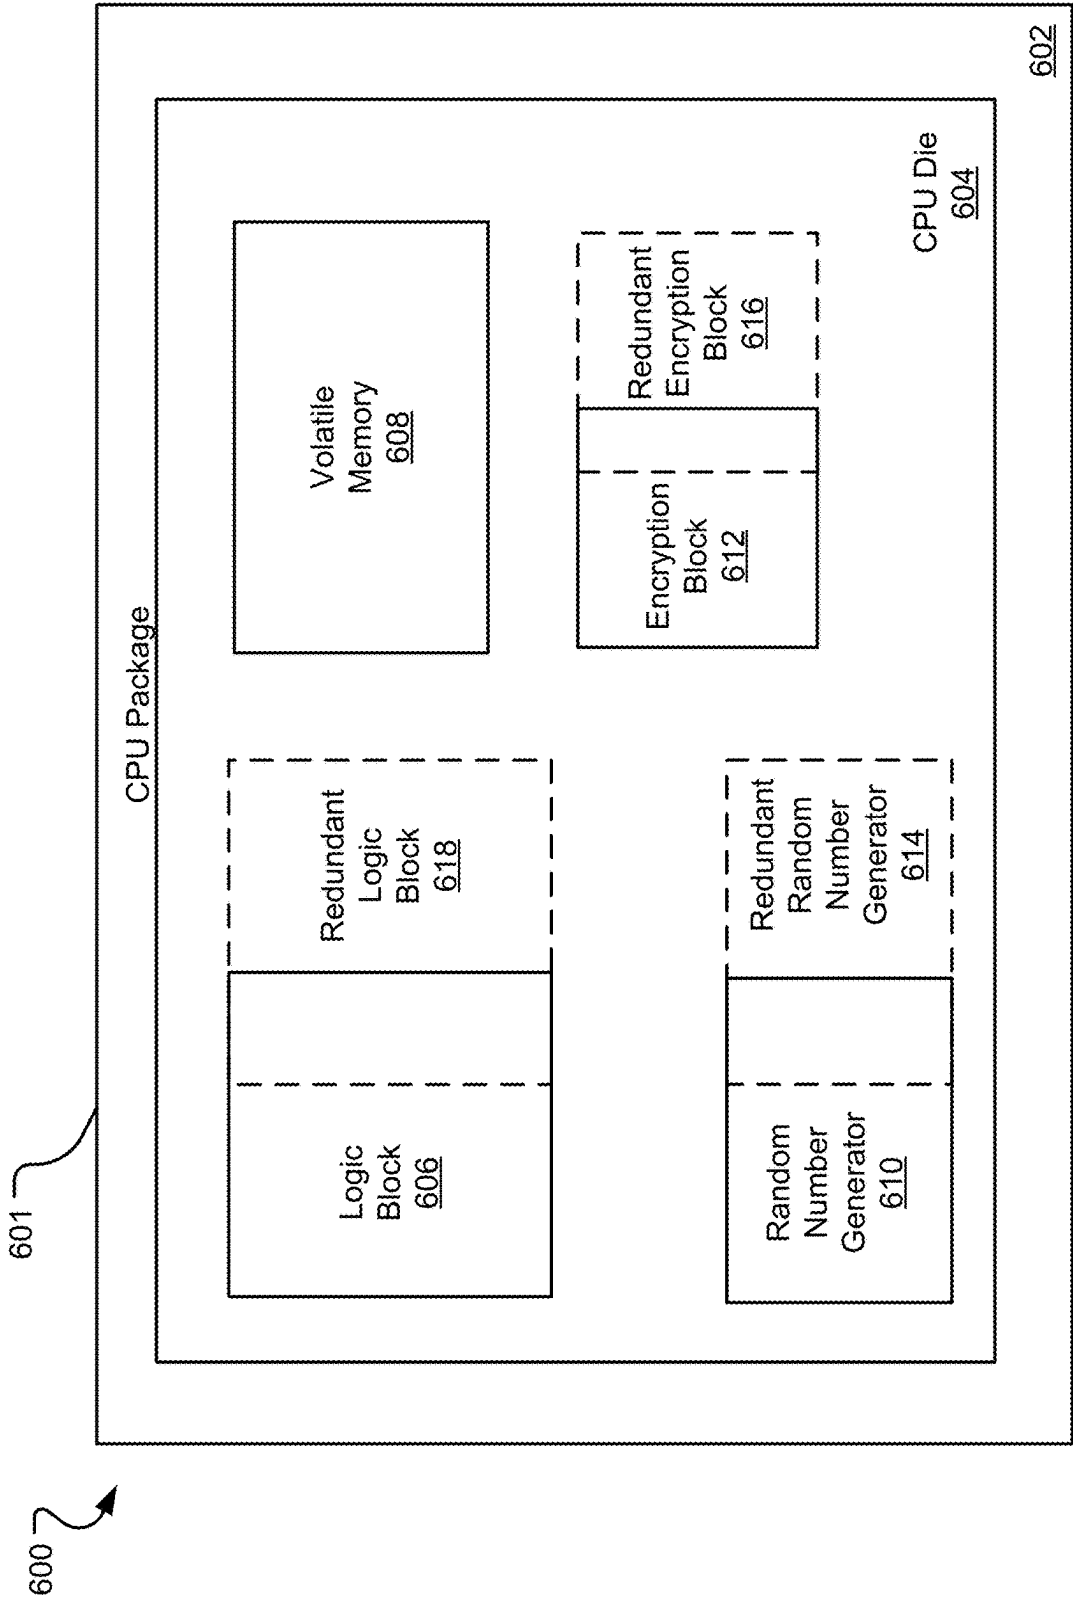 600
601
CPU Package
Logic
Block
606
Redundant
Logic
Block
618
Volatile
Memory
608
Random
Number
Generator
610
Redundant
Random
Number
Generator
614
Encryption
Block
612
Redundant
Encryption
Block
616
CPU Die
604
602